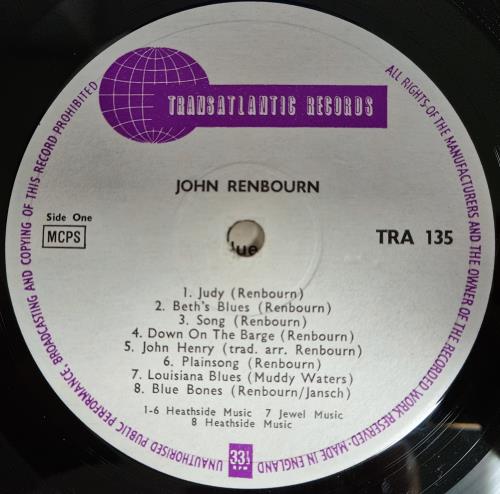 TRANSATLANTIC RECORDS
JOHN RENBOURN
Side One
MCPS
TRA 135
1. Judy (Renbourn)
2. Beth's Blues (Renbourn)
3. Song (Renbourn)
4. Down On The Barge (Renbourn)
5. John Henry (trad. arr. Renbourn)
6. Plainsong (Renbourn)
7. Louisiana Blues (Muddy Waters)
8. Blue Bones (Renbourn/Jansch)
1-6 Heathside Music 7 Jewel Music
8 Heathside Music
33⅓
RPM
ALL RIGHTS OF THE MANUFACTURERS AND THE OWNER OF THE RECORDED WORK RESERVED-MADE IN ENGLAND
UNAUTHORISED PUBLIC PERFORMANCE, BROADCASTING AND COPYING OF THIS RECORD PROHIBITED